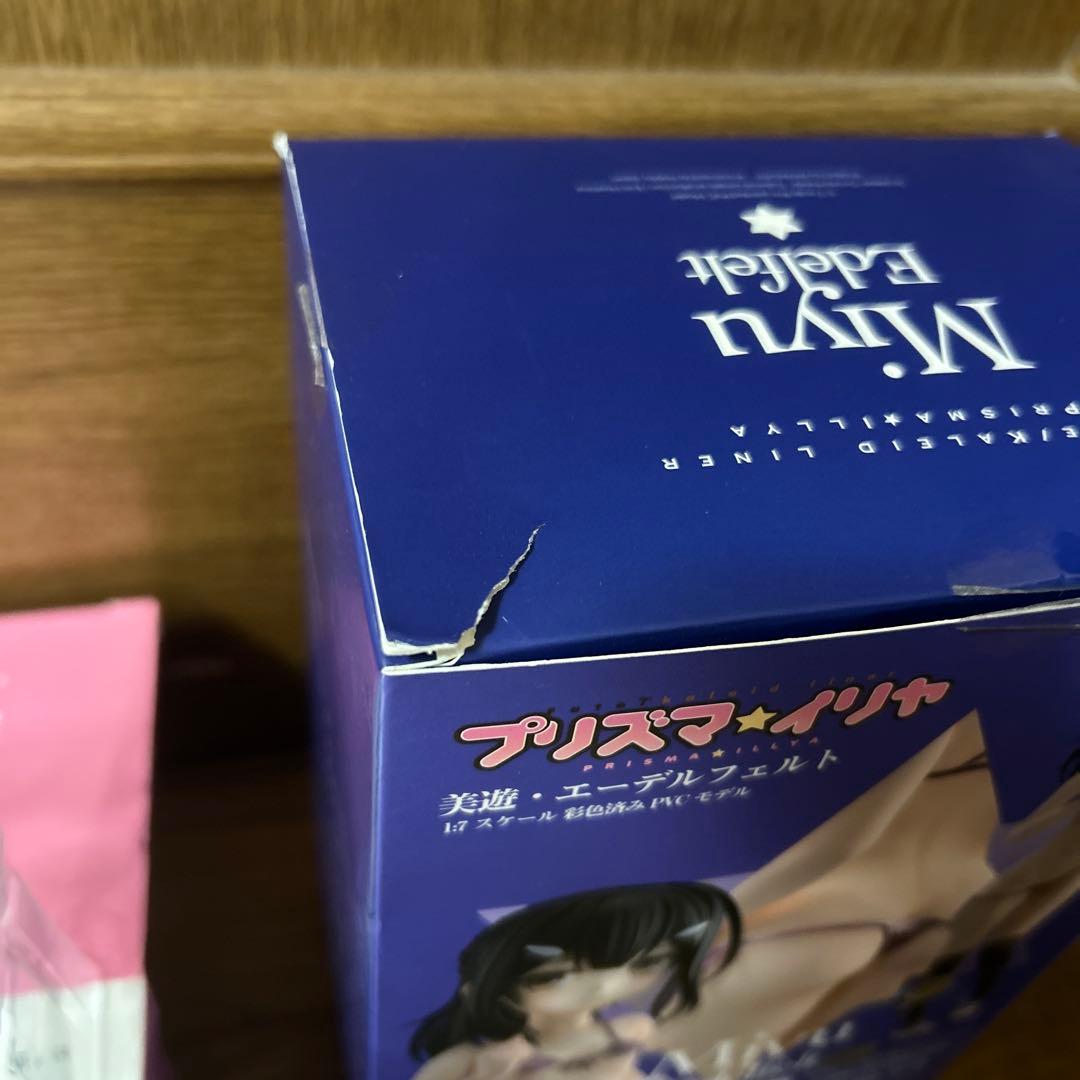 Miyu
Edelfelt
EIKALEID LINER
PRISMA★ILLYA
プリズマ★イリヤ
PRISMA★ILLYA
美遊・エーデルフェルト
1:7 スケール 彩色済み PVC モデル